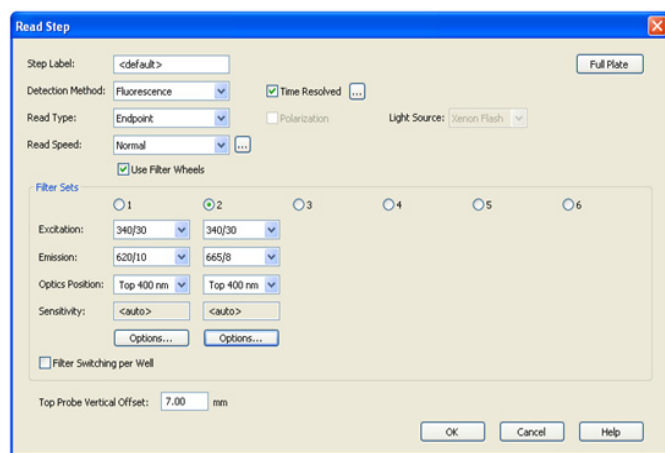 Read Step
Step Label: <default> Full Plate
Detection Method: Fluorescence Time Resolved ...
Read Type: Endpoint Polarization Light Source: Xenon Flash
Read Speed: Normal ...
Use Filter Wheels
Filter Sets
1 2 3 4 5 6
Excitation: 340/30 340/30
Emission: 620/10 665/8
Optics Position: Top 400 nm Top 400 nm
Sensitivity: <auto> <auto>
Options... Options...
Filter Switching per Well
Top Probe Vertical Offset: 7.00 mm
OK Cancel Help